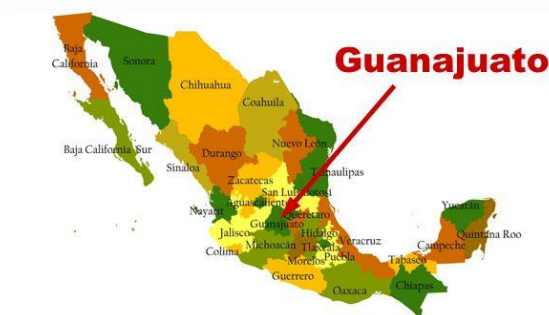 Guanajuato
Baja
California
Sonora
Chihuahua
Coahuila
Baja California Sur
Sinaloa
Durango
Nuevo León
Tamaulipas
Zacatecas
San Luis Potosí
Aguascalientes
Nayarit
Guanajuato
Querétaro
Jalisco
Hidalgo
Colima
Michoacán
Tlaxcala
Veracruz
Morelos
Puebla
Guerrero
Oaxaca
Tabasco
Chiapas
Campeche
Yucatán
Quintana Roo